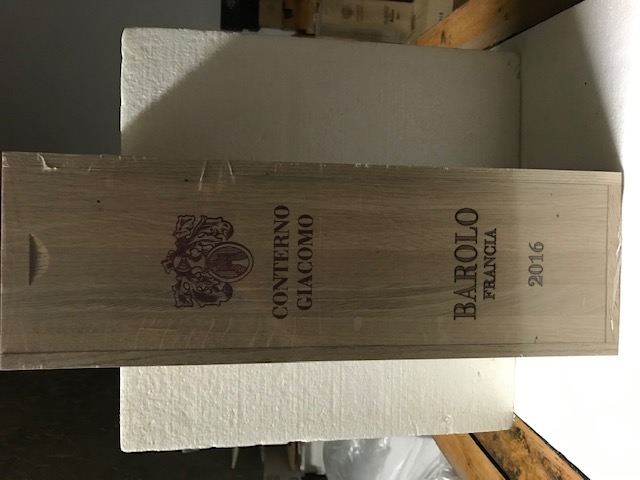 CONTERNO
GIACOMO
BAROLO
FRANCIA
2016